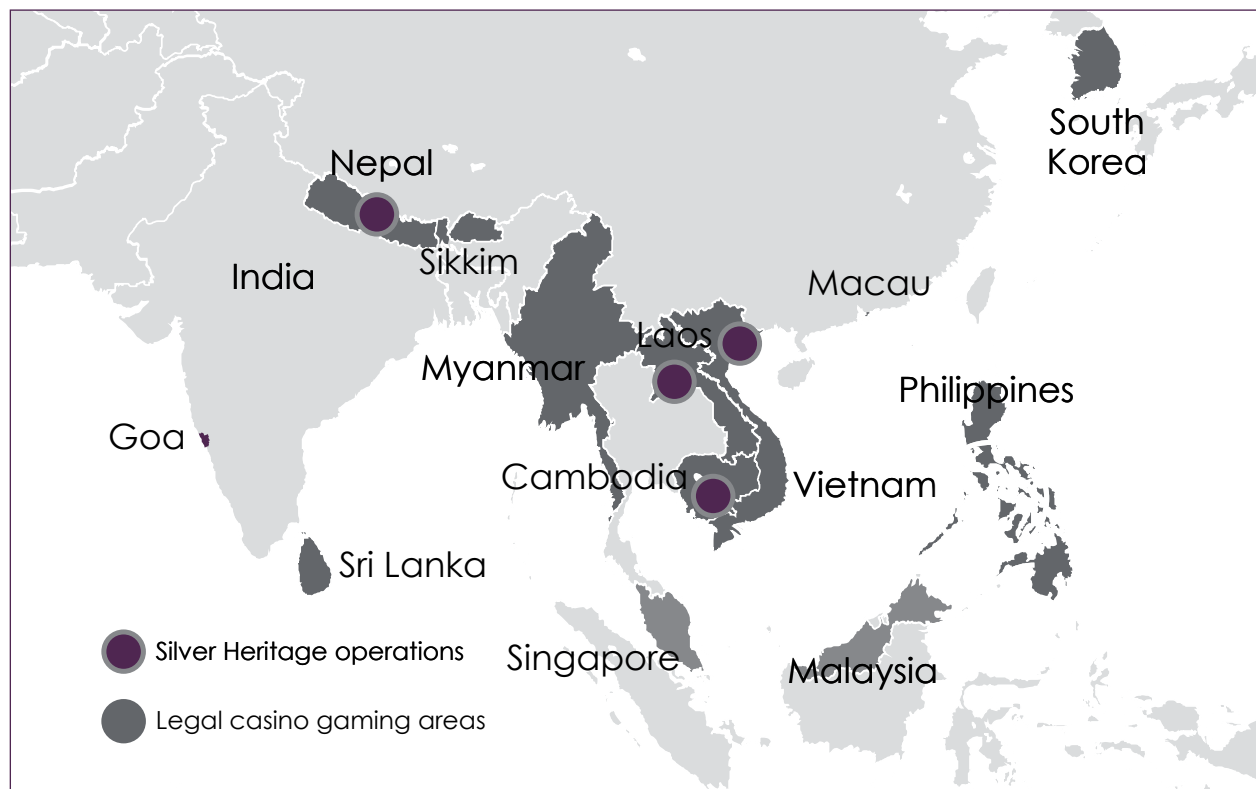 South
Korea
Nepal
Sikkim
India
Macau
Laos
Myanmar
Philippines
Goa
Cambodia
Vietnam
Sri Lanka
Silver Heritage operations
Singapore
Malaysia
Legal casino gaming areas